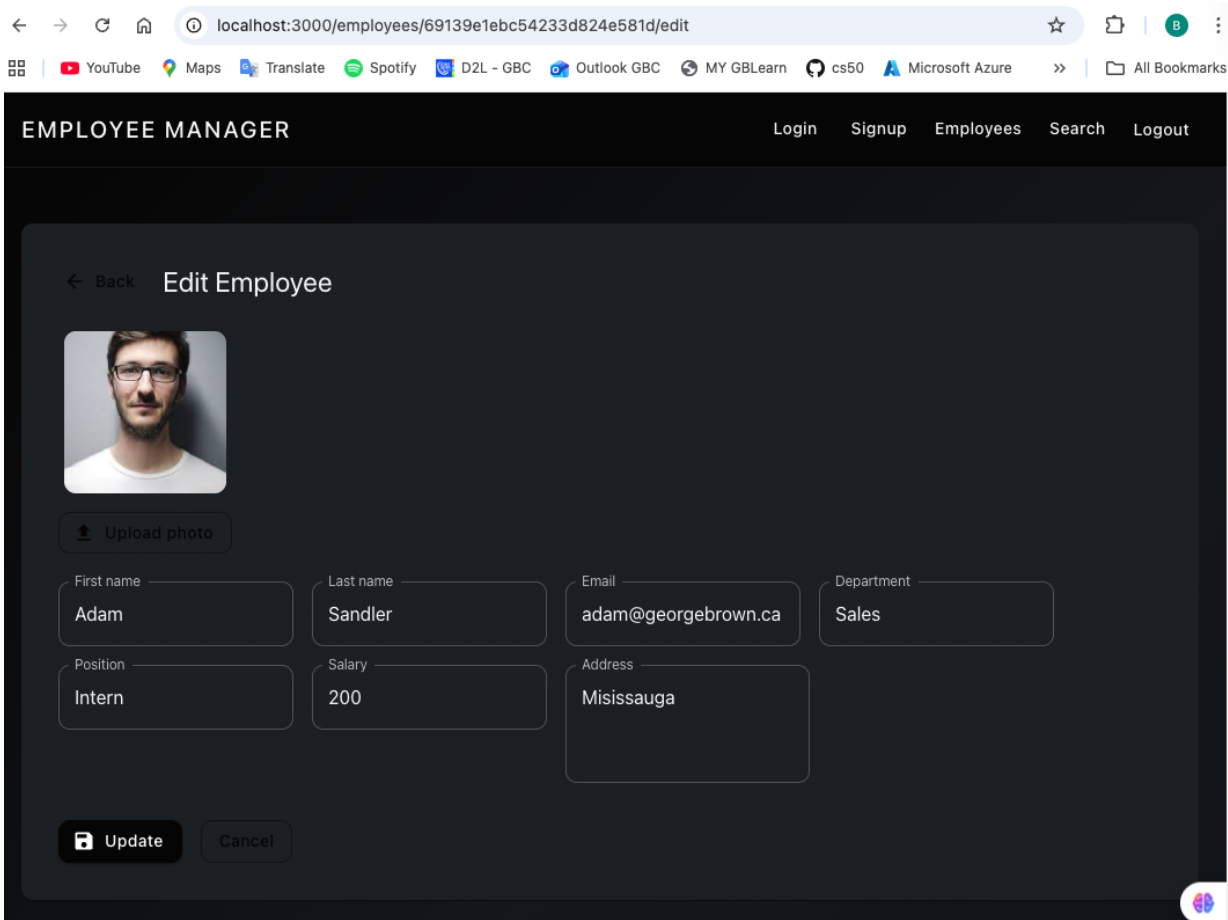 localhost:3000/employees/69139e1ebc54233d824e581d/edit
B
YouTube Maps Translate Spotify D2L - GBC Outlook GBC MY GBLearn cs50 Microsoft Azure » All Bookmarks
EMPLOYEE MANAGER Login Signup Employees Search Logout
Back Edit Employee
Upload photo
First name Last name Email Department
Adam Sandler adam@georgebrown.ca Sales
Position Salary Address
Intern 200 Misissauga
Update Cancel